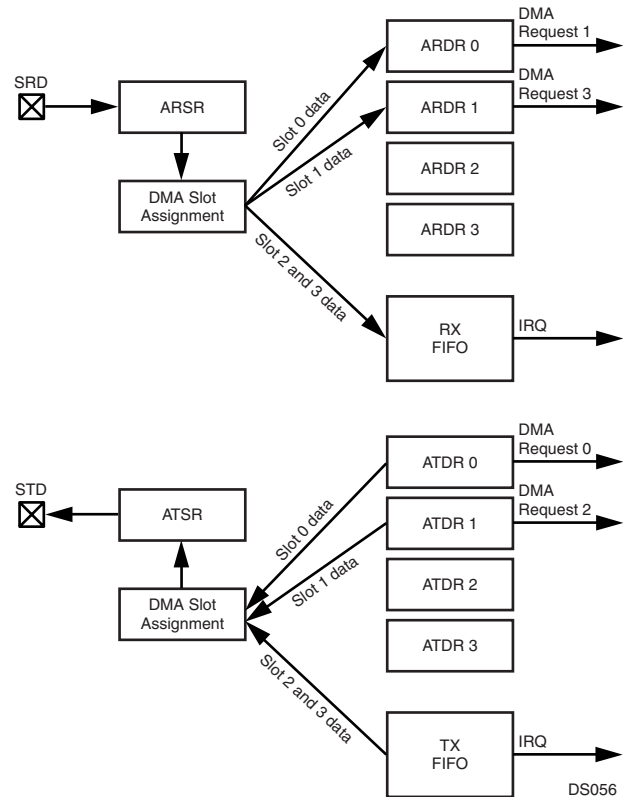 SRD
ARSR
DMA Slot
Assignment
Slot 0 data
Slot 1 data
Slot 2 and 3 data
ARDR 0
DMA
Request 1
ARDR 1
DMA
Request 3
ARDR 2
ARDR 3
RX
FIFO
IRQ
STD
ATSR
DMA Slot
Assignment
Slot 0 data
Slot 1 data
Slot 2 and 3 data
ATDR 0
DMA
Request 0
ATDR 1
DMA
Request 2
ATDR 2
ATDR 3
TX
FIFO
IRQ
DS056